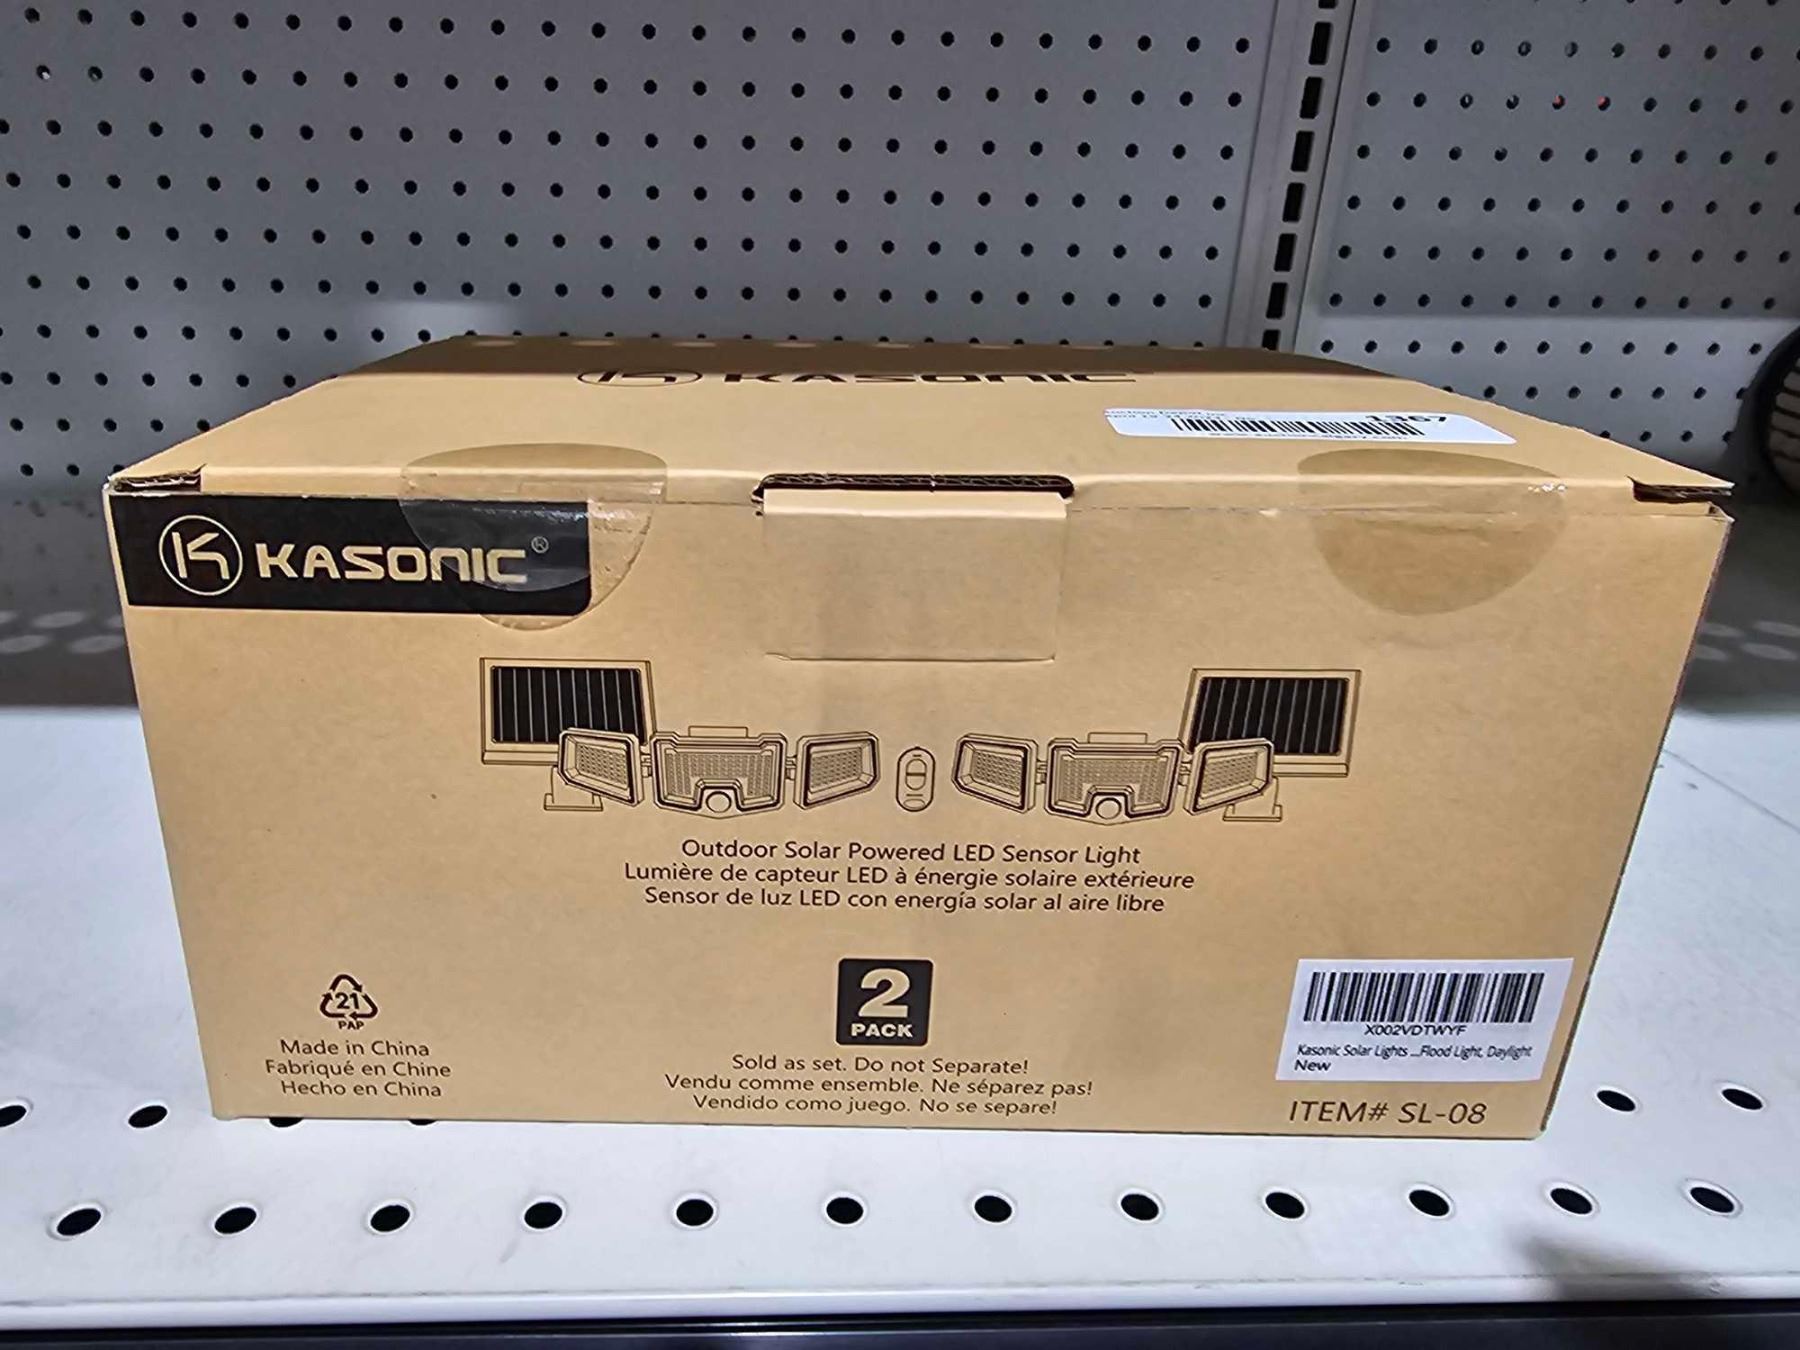 KASONIC
1367
KASONIC®
Outdoor Solar Powered LED Sensor Light
Lumière de capteur LED à énergie solaire extérieure
Sensor de luz LED con energía solar al aire libre
21
PAP
Made in China
Fabriqué en Chine
Hecho en China
2
PACK
Sold as set. Do not Separate!
Vendu comme ensemble. Ne séparez pas!
Vendido como juego. No se separe!
X002VDTWYF
Kasonic Solar Lights ...Flood Light, Daylight
New
ITEM# SL-08